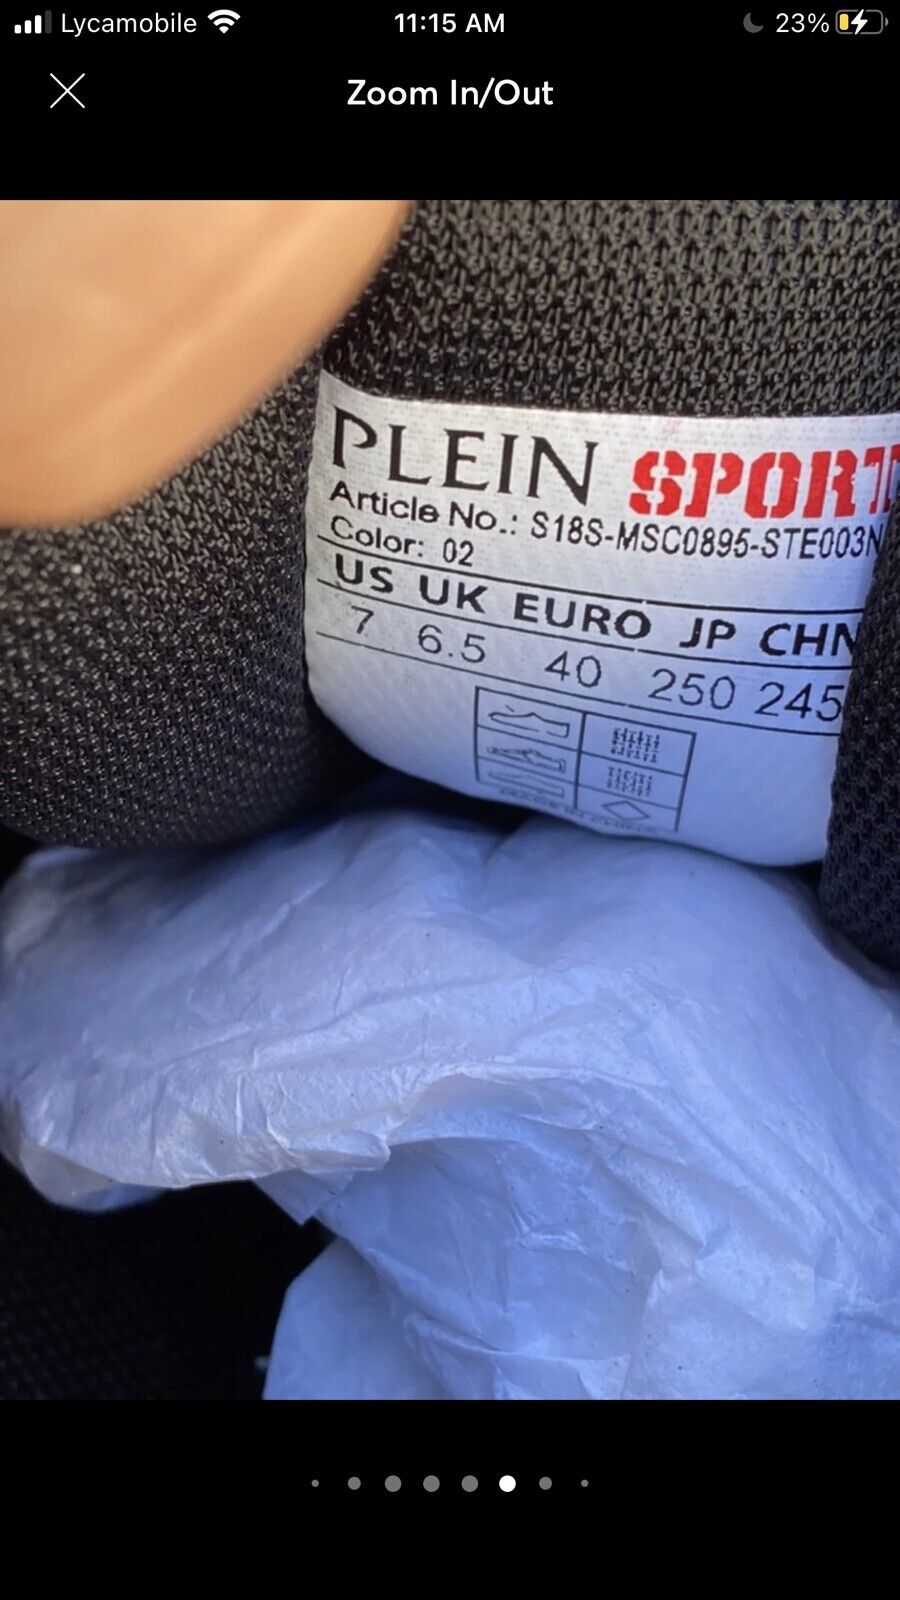 Lycamobile 11:15 AM 23%
Zoom In/Out
PLEIN SPORT
Article No.: S18S-MSC0895-STE003N
Color: 02
US UK EURO JP CHN
7 6.5 40 250 245